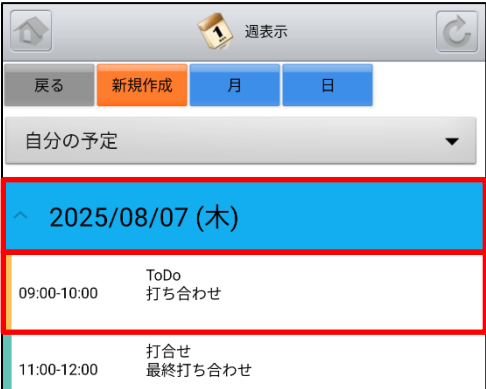 1 週表示
戻る 新規作成 月 日
自分の予定
2025/08/07 (木)
ToDo
09:00-10:00 打ち合わせ
打合せ
11:00-12:00 最終打ち合わせ